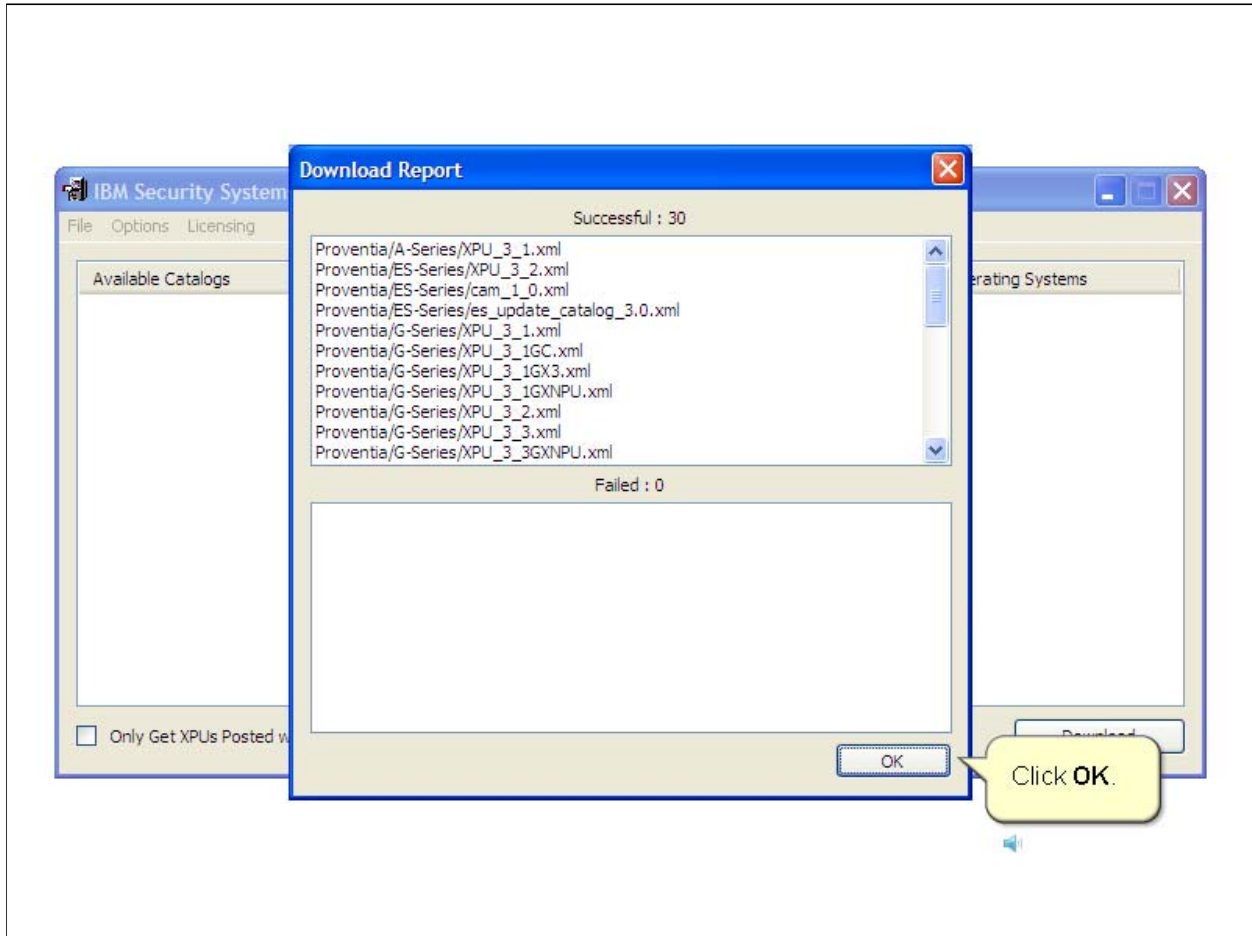 IBM Security System
File Options Licensing
Available Catalogs
erating Systems
Only Get XPUs Posted w
Download
Download Report
Successful : 30
Proventia/A-Series/XPU_3_1.xml
Proventia/ES-Series/XPU_3_2.xml
Proventia/ES-Series/cam_1_0.xml
Proventia/ES-Series/es_update_catalog_3.0.xml
Proventia/G-Series/XPU_3_1.xml
Proventia/G-Series/XPU_3_1GC.xml
Proventia/G-Series/XPU_3_1GX3.xml
Proventia/G-Series/XPU_3_1GXNPU.xml
Proventia/G-Series/XPU_3_2.xml
Proventia/G-Series/XPU_3_3.xml
Proventia/G-Series/XPU_3_3GXNPU.xml
Failed : 0
OK
Click OK.